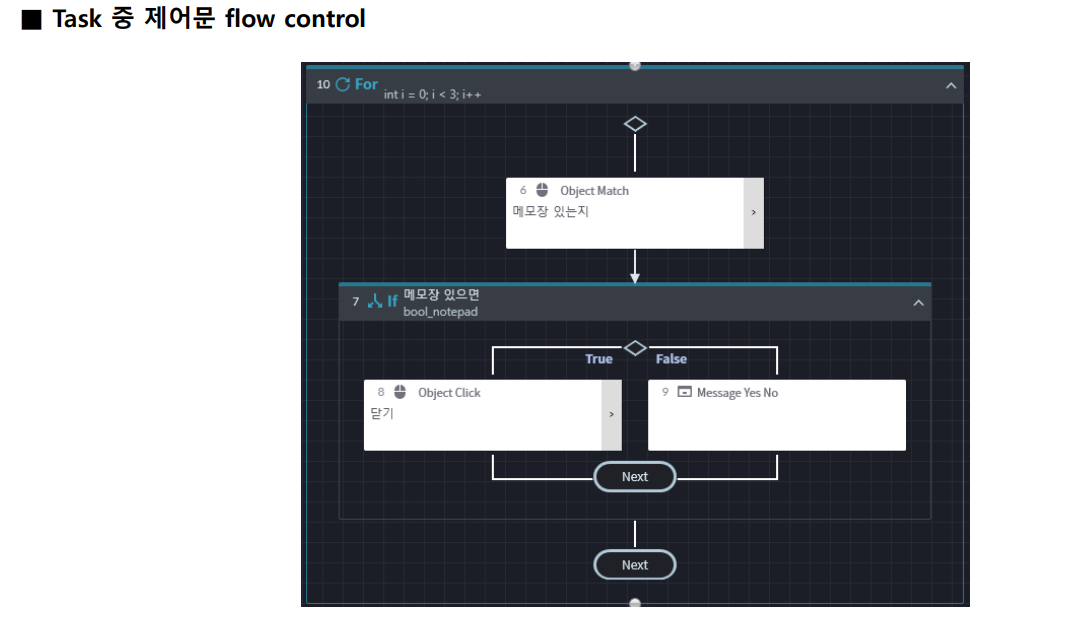 ■ Task 중 제어문 flow control
10 For
int i = 0; i < 3; i++
6 Object Match
메모장 있는지
7 If 메모장 있으면
bool_notepad
True False
8 Object Click
닫기
9 Message Yes No
Next
Next